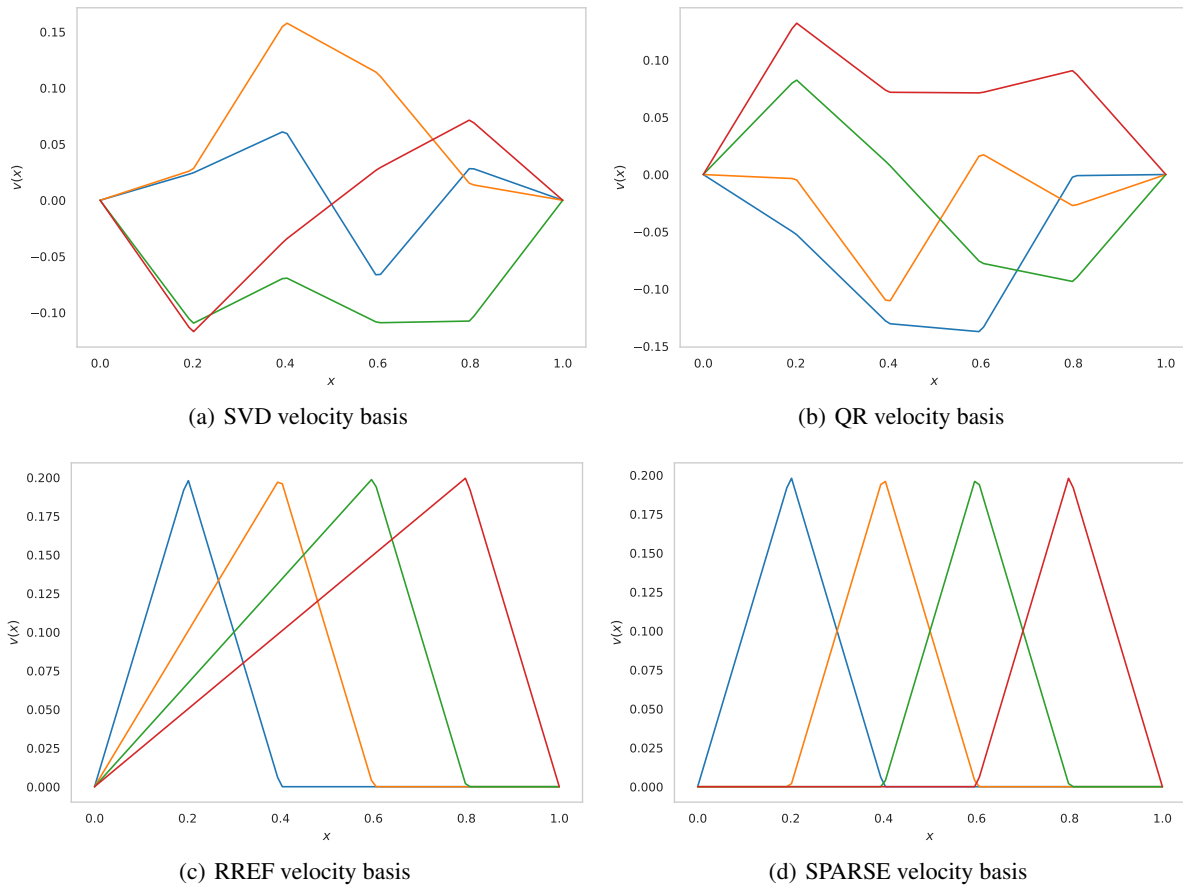 0.15
0.10
0.05
0.00
−0.05
−0.10
v(x)
0.0 0.2 0.4 0.6 0.8 1.0
x
(a) SVD velocity basis
0.10
0.05
0.00
−0.05
−0.10
−0.15
v(x)
0.0 0.2 0.4 0.6 0.8 1.0
x
(b) QR velocity basis
0.200
0.175
0.150
0.125
0.100
0.075
0.050
0.025
0.000
v(x)
0.0 0.2 0.4 0.6 0.8 1.0
x
(c) RREF velocity basis
0.200
0.175
0.150
0.125
0.100
0.075
0.050
0.025
0.000
v(x)
0.0 0.2 0.4 0.6 0.8 1.0
x
(d) SPARSE velocity basis